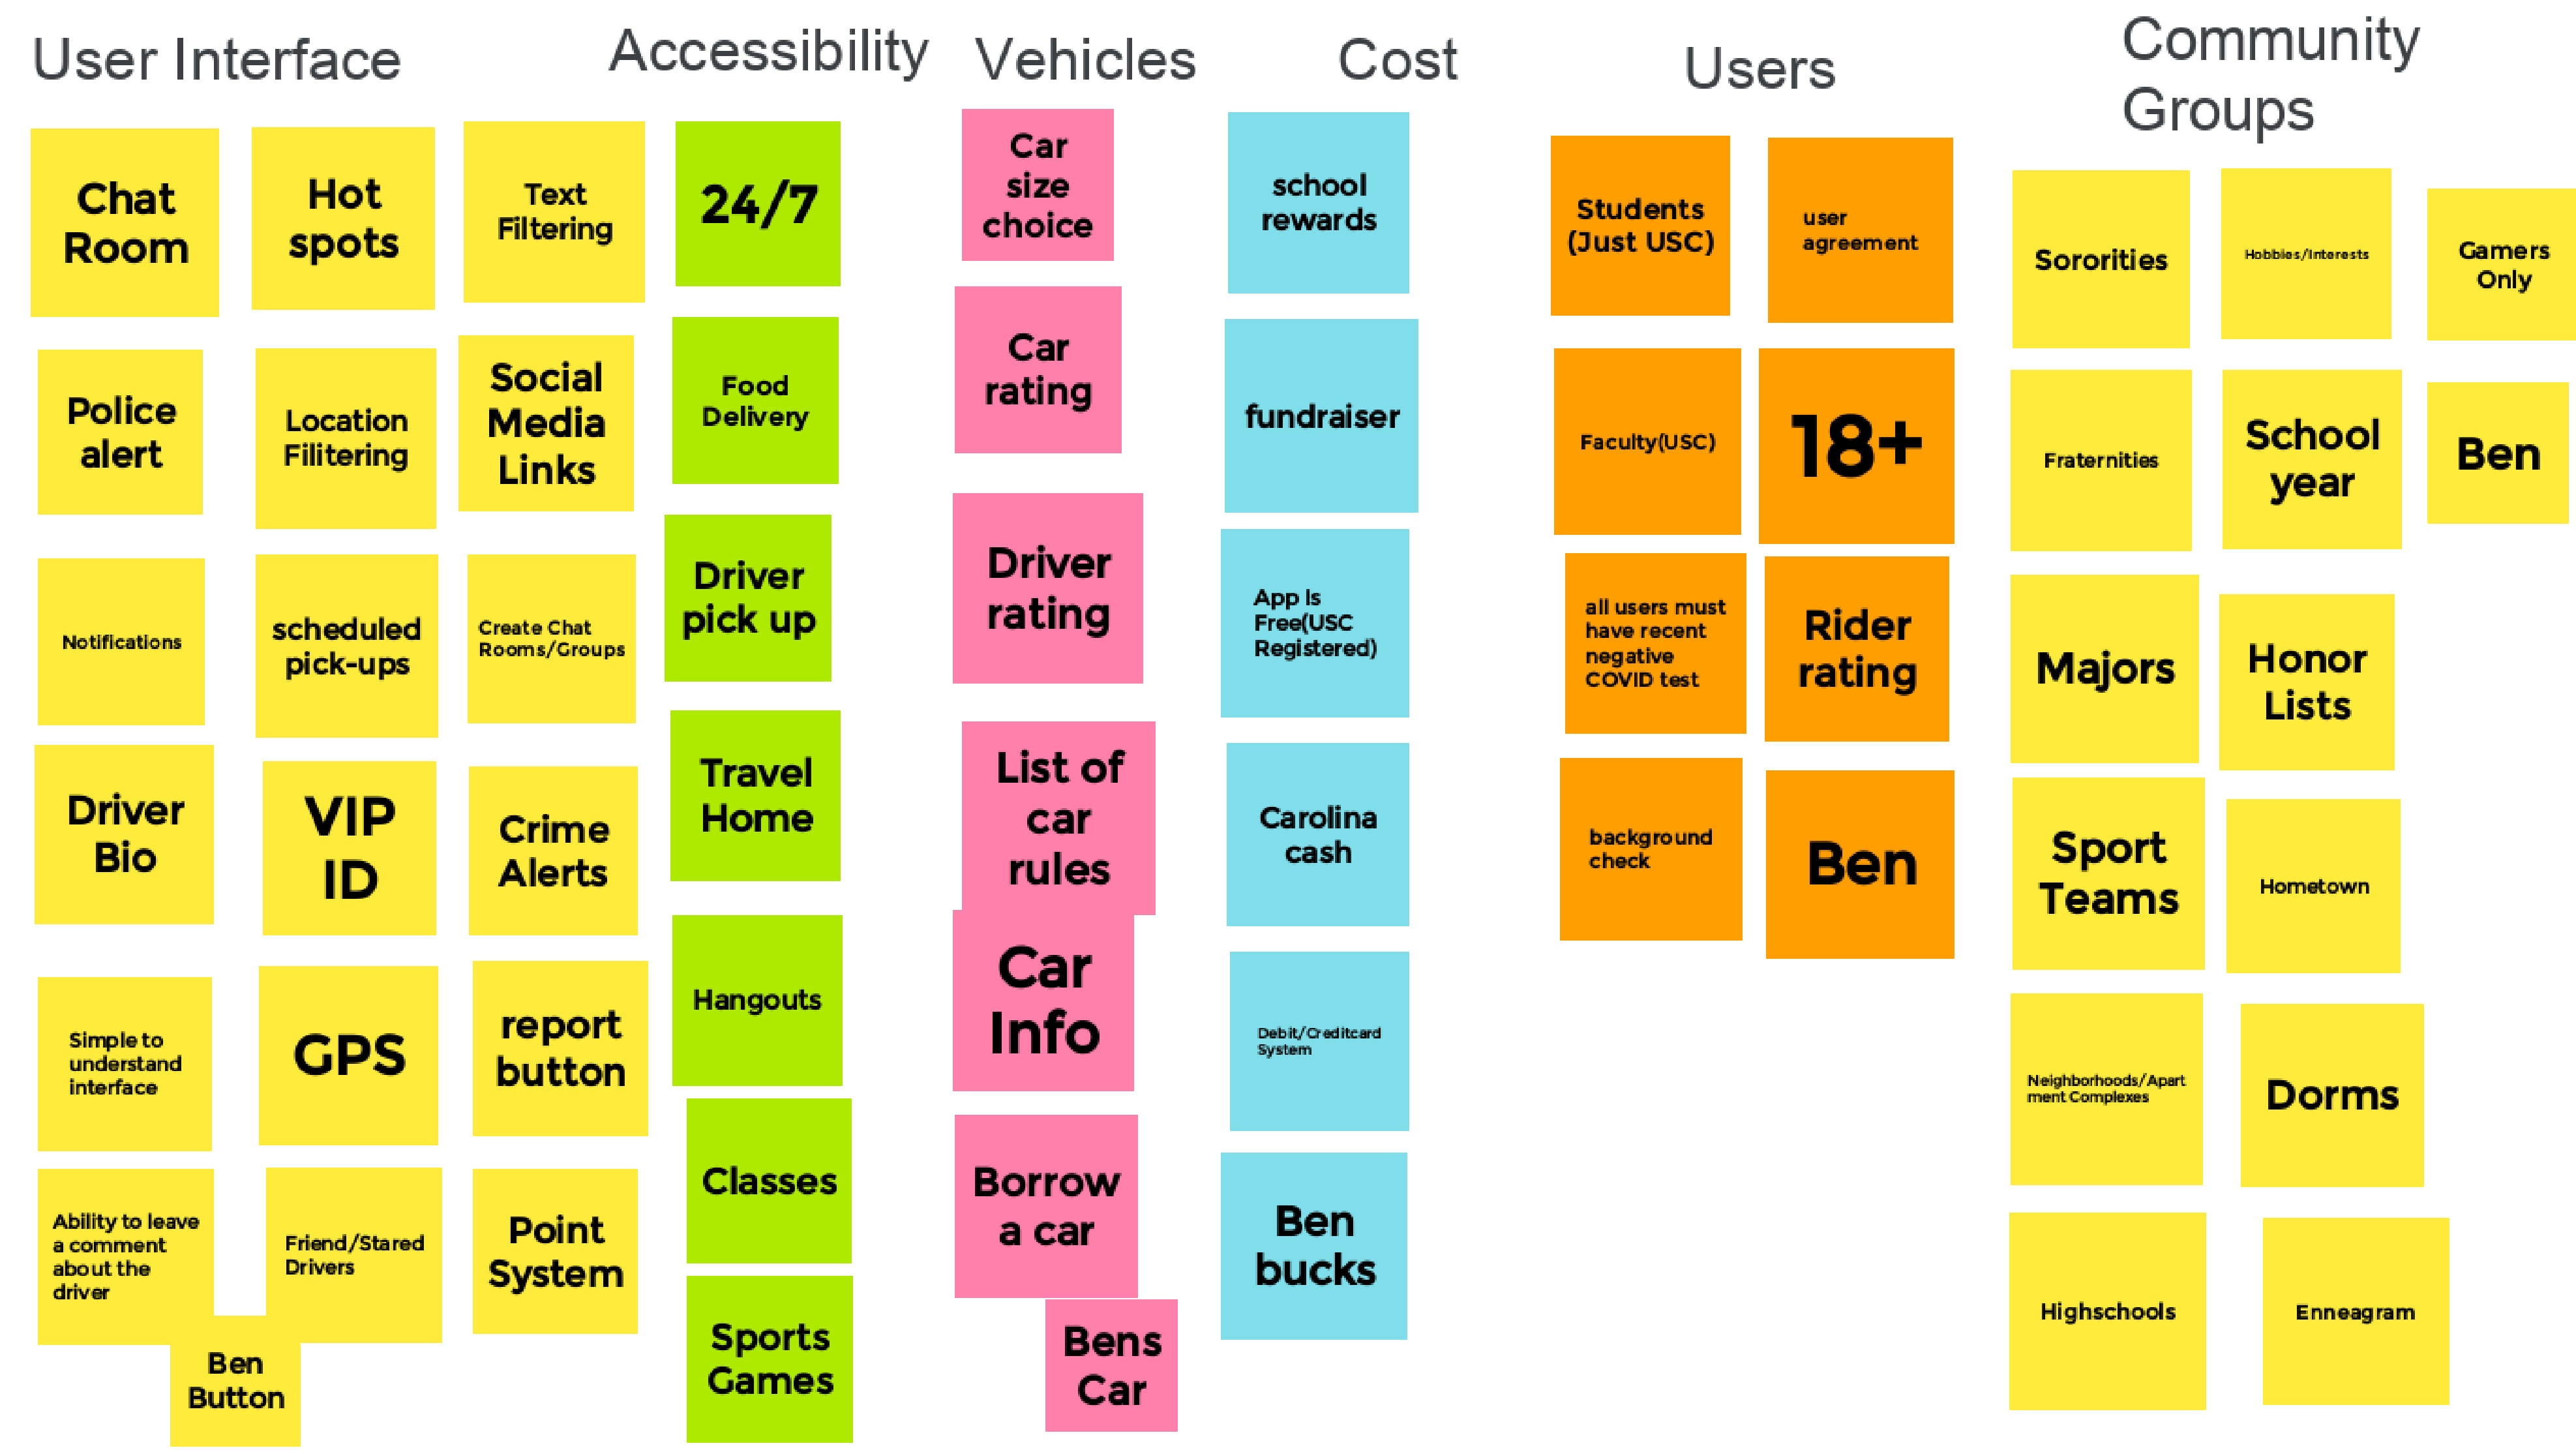 User Interface
Chat
Room
Hot
spots
Text
Filtering
Police
alert
Location
Filitering
Social
Media
Links
Notifications
scheduled
pick-ups
Create Chat
Rooms/Groups
Driver
Bio
VIP
ID
Crime
Alerts
Simple to
understand
interface
GPS
report
button
Ability to leave
a comment
about the
driver
Friend/Stared
Drivers
Point
System
Ben
Button
Accessibility
24/7
Food
Delivery
Driver
pick up
Travel
Home
Hangouts
Classes
Sports
Games
Vehicles
Car
size
choice
Car
rating
Driver
rating
List of
car
rules
Car
Info
Borrow
a car
Bens
Car
Cost
school
rewards
fundraiser
App Is
Free(USC
Registered)
Carolina
cash
Debit/Creditcard
System
Ben
bucks
Users
Students
(Just USC)
user
agreement
Faculty(USC)
18+
all users must
have recent
negative
COVID test
Rider
rating
background
check
Ben
Community
Groups
Sororities
Hobbies/Interests
Gamers
Only
Fraternities
School
year
Ben
Majors
Honor
Lists
Sport
Teams
Hometown
Neighborhoods/Apart
ment Complexes
Dorms
Highschools
Enneagram